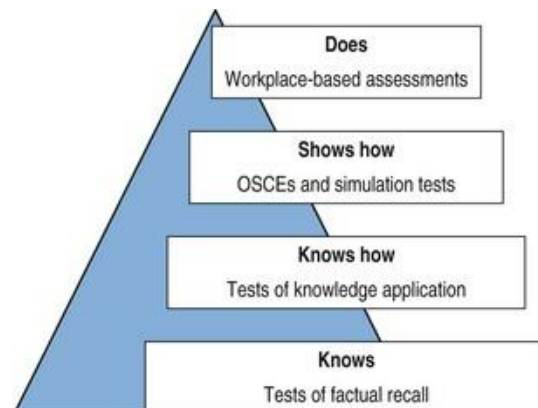 Does
Workplace-based assessments
Shows how
OSCEs and simulation tests
Knows how
Tests of knowledge application
Knows
Tests of factual recall